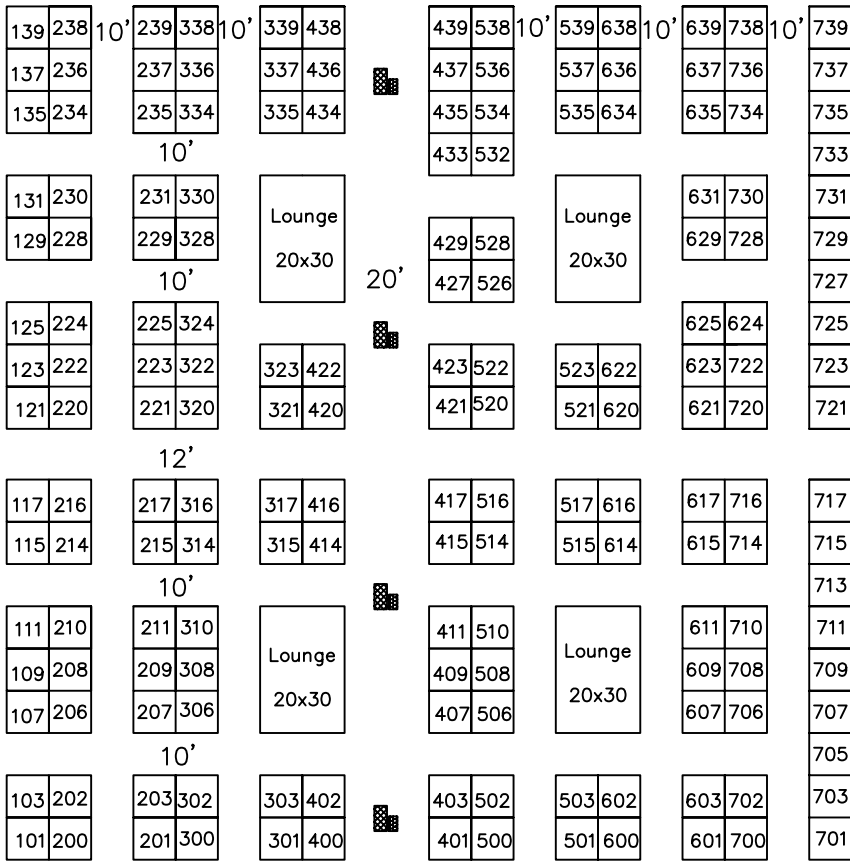 139 238 10' 239 338 10' 339 438 439 538 10' 539 638 10' 639 738 10' 739
137 236 237 336 337 436 437 536 537 636 637 736 737
135 234 235 334 335 434 435 534 535 634 635 734 735
10' 433 532 733
131 230 231 330 Lounge 631 730 731
129 228 229 328 20x30 429 528 Lounge 20x30 629 728 729
10' 20' 427 526 727
125 224 225 324 625 624 725
123 222 223 322 323 422 423 522 523 622 623 722 723
121 220 221 320 321 420 421 520 521 620 621 720 721
12'
117 216 217 316 317 416 417 516 517 616 617 716 717
115 214 215 314 315 414 415 514 515 614 615 714 715
10' 713
111 210 211 310 Lounge 411 510 Lounge 611 710 711
109 208 209 308 20x30 409 508 20x30 609 708 709
107 206 207 306 407 506 607 706 707
10' 705
103 202 203 302 303 402 403 502 503 602 603 702 703
101 200 201 300 301 400 401 500 501 600 601 700 701